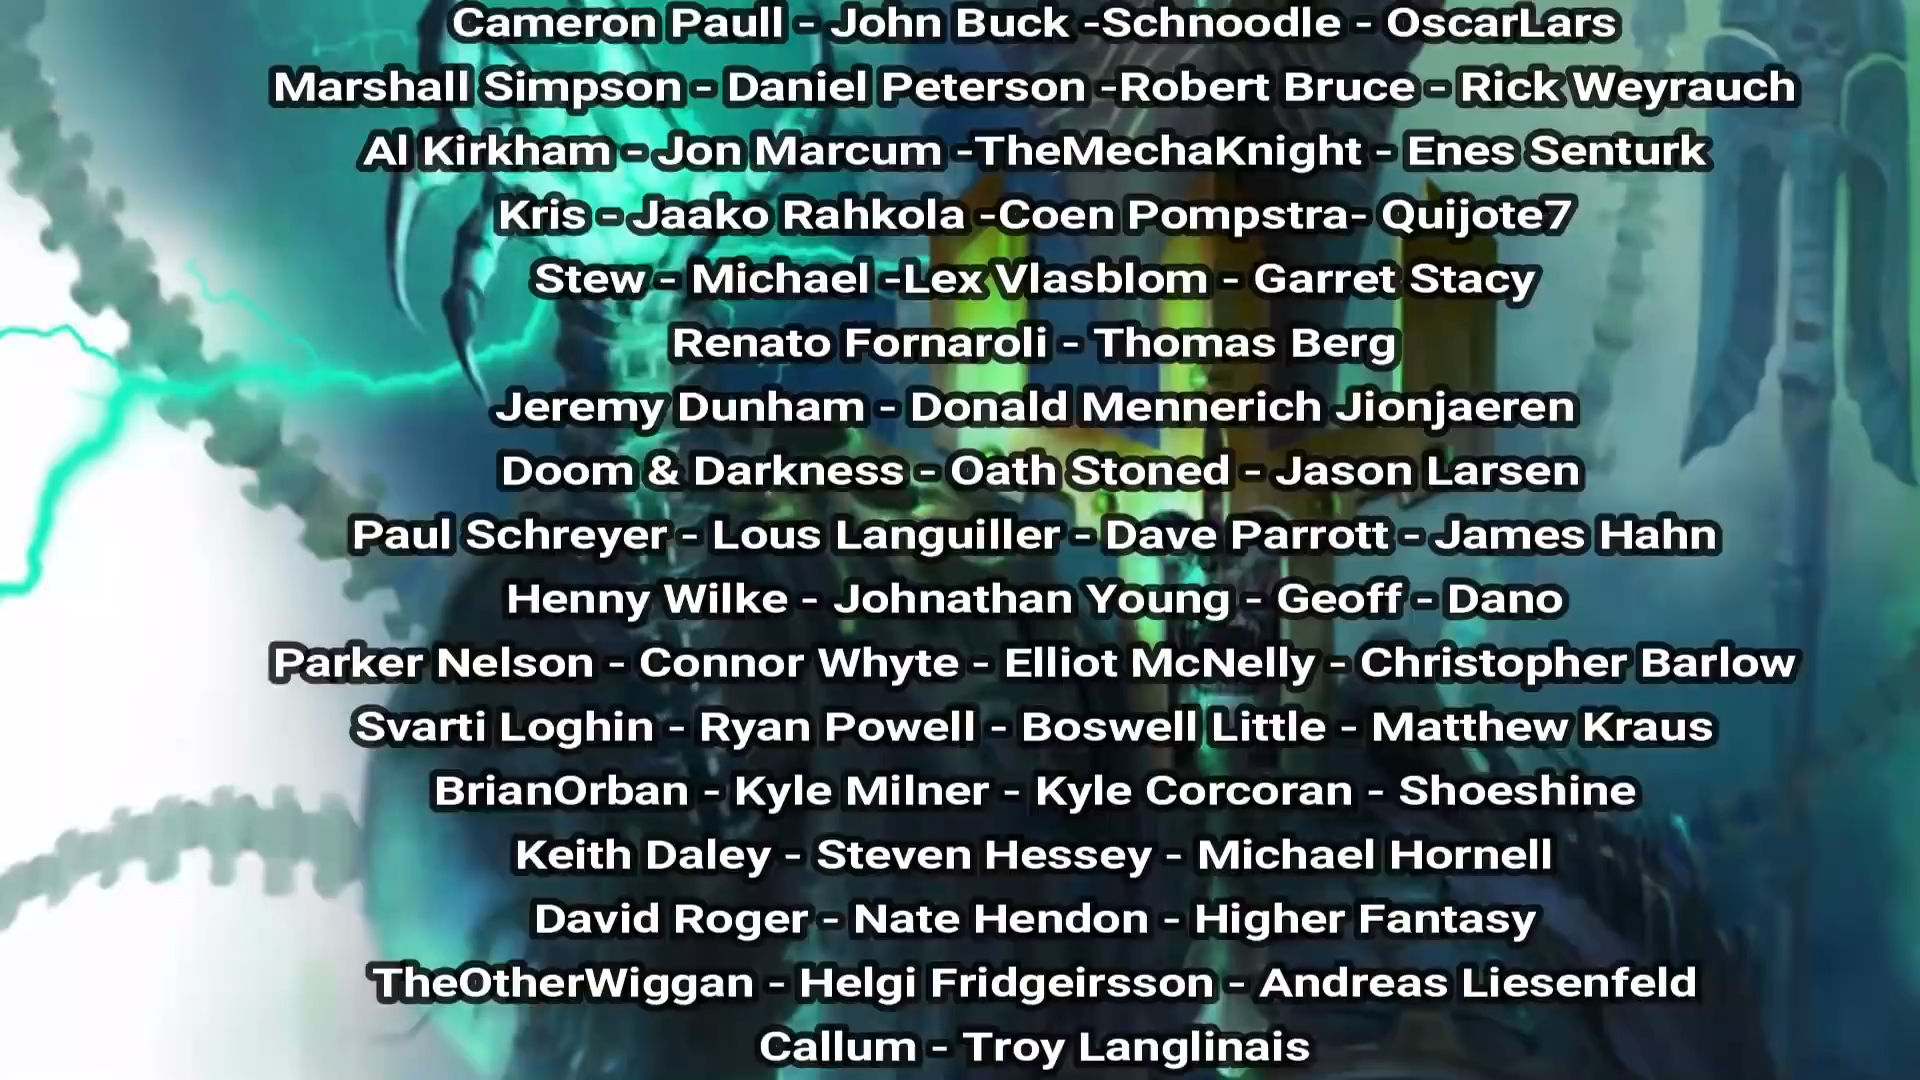 Cameron Paull - John Buck -Schnoodle - OscarLars
Marshall Simpson - Daniel Peterson -Robert Bruce - Rick Weyrauch
Al Kirkham - Jon Marcum -TheMechaKnight - Enes Senturk
Kris - Jaako Rahkola -Coen Pompstra- Quijote7
Stew - Michael -Lex Vlasblom - Garret Stacy
Renato Fornaroli - Thomas Berg
Jeremy Dunham - Donald Mennerich Jionjaeren
Doom & Darkness - Oath Stoned - Jason Larsen
Paul Schreyer - Lous Languiller - Dave Parrott - James Hahn
Henny Wilke - Johnathan Young - Geoff - Dano
Parker Nelson - Connor Whyte - Elliot McNelly - Christopher Barlow
Svarti Loghin - Ryan Powell - Boswell Little - Matthew Kraus
BrianOrban - Kyle Milner - Kyle Corcoran - Shoeshine
Keith Daley - Steven Hessey - Michael Hornell
David Roger - Nate Hendon - Higher Fantasy
TheOtherWiggan - Helgi Fridgeirsson - Andreas Liesenfeld
Callum - Troy Langlinais